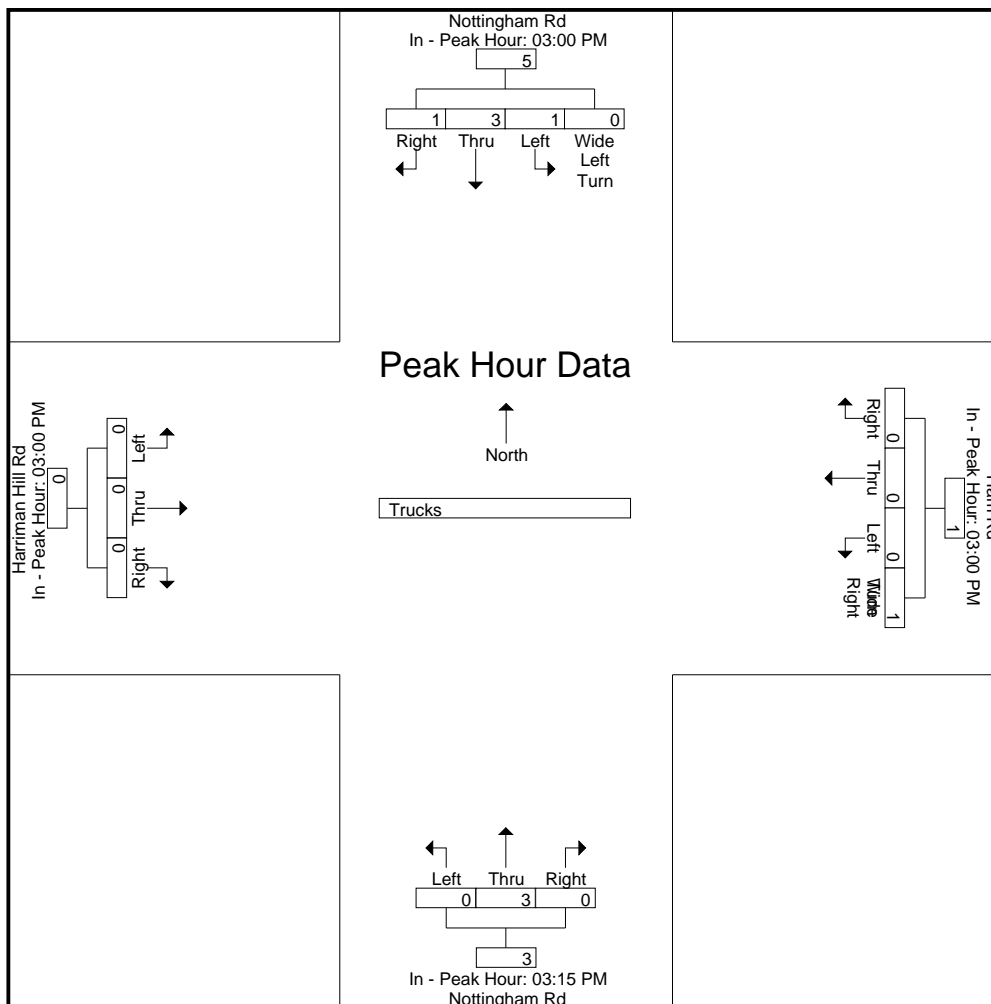 Nottingham Rd
In - Peak Hour: 03:00 PM
5
1 3 1 0
Right Thru Left Wide
Left
Turn
Peak Hour Data
North
Trucks
Harriman Hill Rd
In - Peak Hour: 03:00 PM
0
0 0 0
Left Thru Right
In - Peak Hour: 03:00 PM
1
0 0 0 1
Right Thru Left Wide
Right
Turn
Left Thru Right
0 3 0
3
In - Peak Hour: 03:15 PM
Nottingham Rd